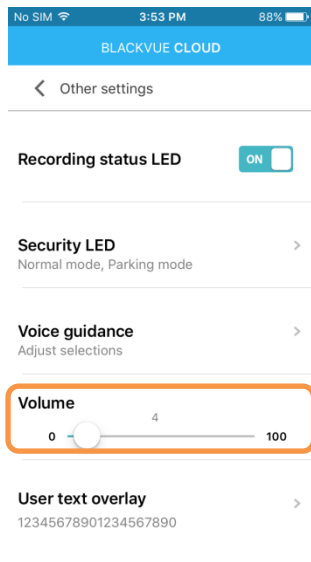 No SIM 3:53 PM 88%
BLACKVUE CLOUD
Other settings
Recording status LED ON
Security LED
Normal mode, Parking mode
Voice guidance
Adjust selections
Volume
4
0 100
User text overlay
12345678901234567890